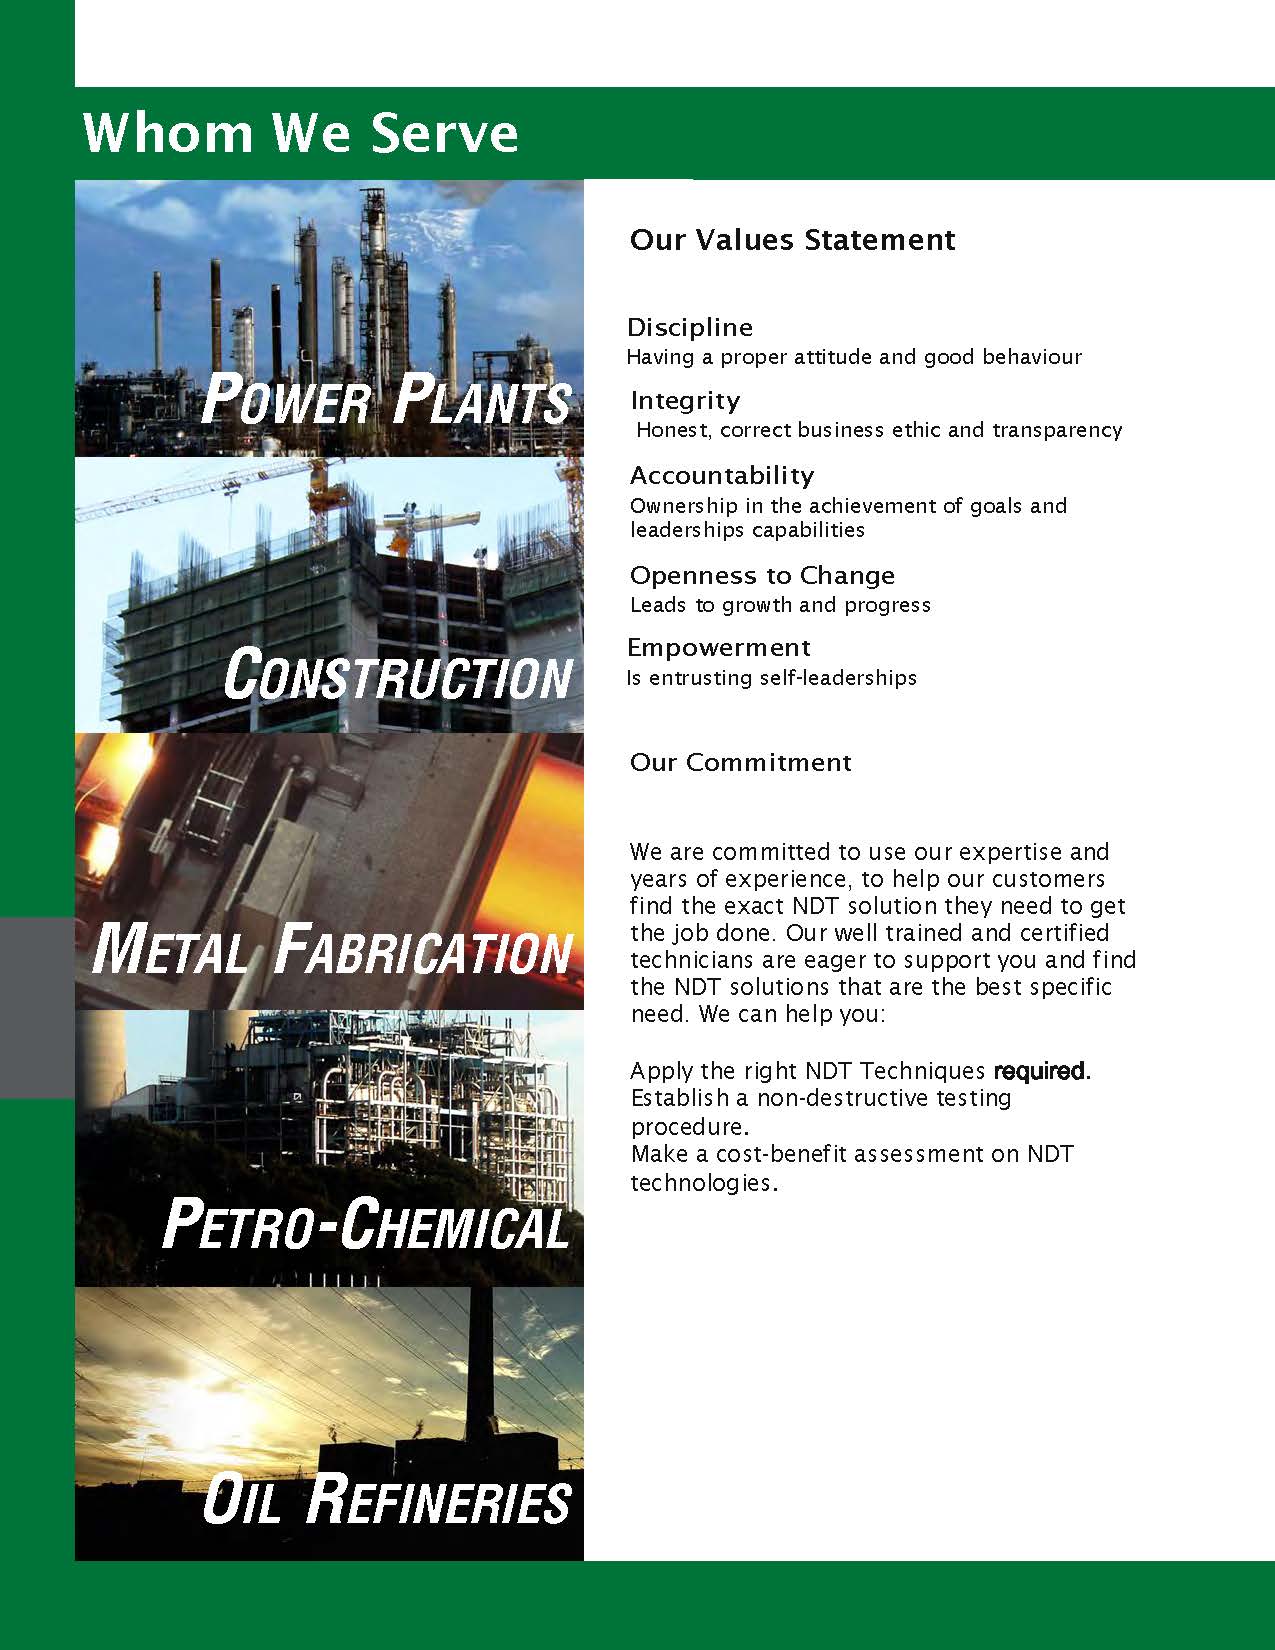 Whom We Serve
POWER PLANTS
CONSTRUCTION
METAL FABRICATION
PETRO-CHEMICAL
OIL REFINERIES
Our Values Statement
Discipline
Having a proper attitude and good behaviour
Integrity
Honest, correct business ethic and transparency
Accountability
Ownership in the achievement of goals and
leaderships capabilities
Openness to Change
Leads to growth and progress
Empowerment
Is entrusting self-leaderships
Our Commitment
We are committed to use our expertise and
years of experience, to help our customers
find the exact NDT solution they need to get
the job done. Our well trained and certified
technicians are eager to support you and find
the NDT solutions that are the best specific
need. We can help you:
Apply the right NDT Techniques required.
Establish a non-destructive testing
procedure.
Make a cost-benefit assessment on NDT
technologies.